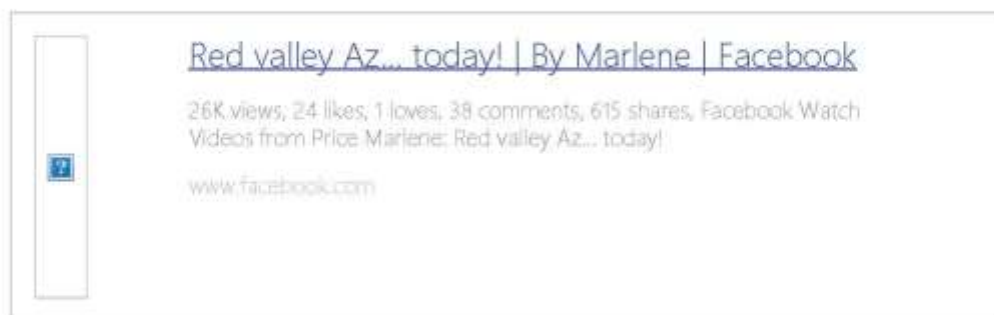 Red valley Az... today! | By Marlene | Facebook
26K views, 24 likes, 1 loves, 38 comments, 615 shares, Facebook Watch
Videos from Price Marlene: Red valley Az... today!
www.facebook.com